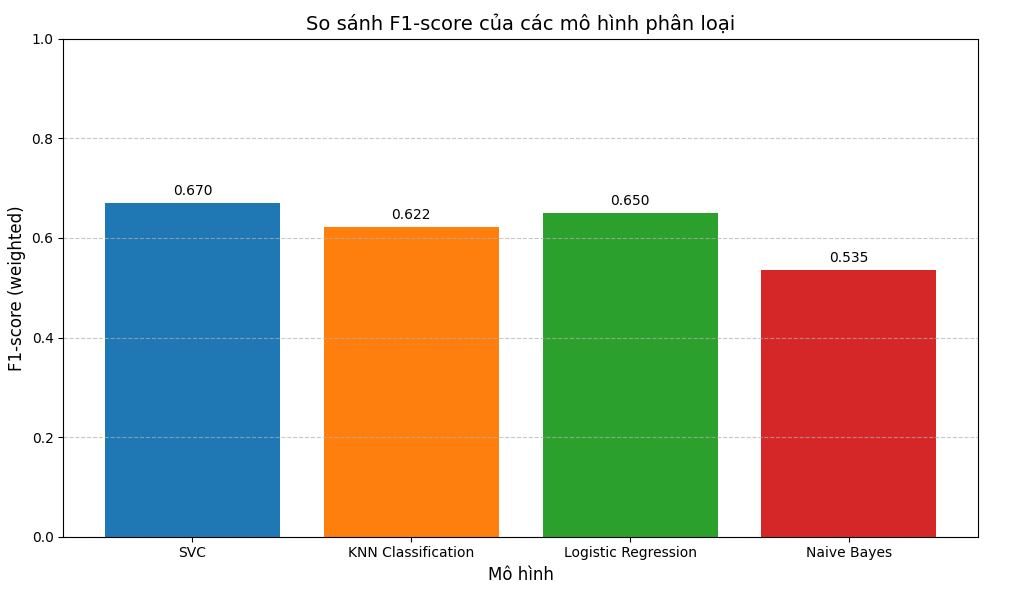 So sánh F1-score của các mô hình phân loại
F1-score (weighted)
1.0
0.8
0.6
0.4
0.2
0.0
0.670
0.622
0.650
0.535
SVC
KNN Classification
Logistic Regression
Naive Bayes
Mô hình